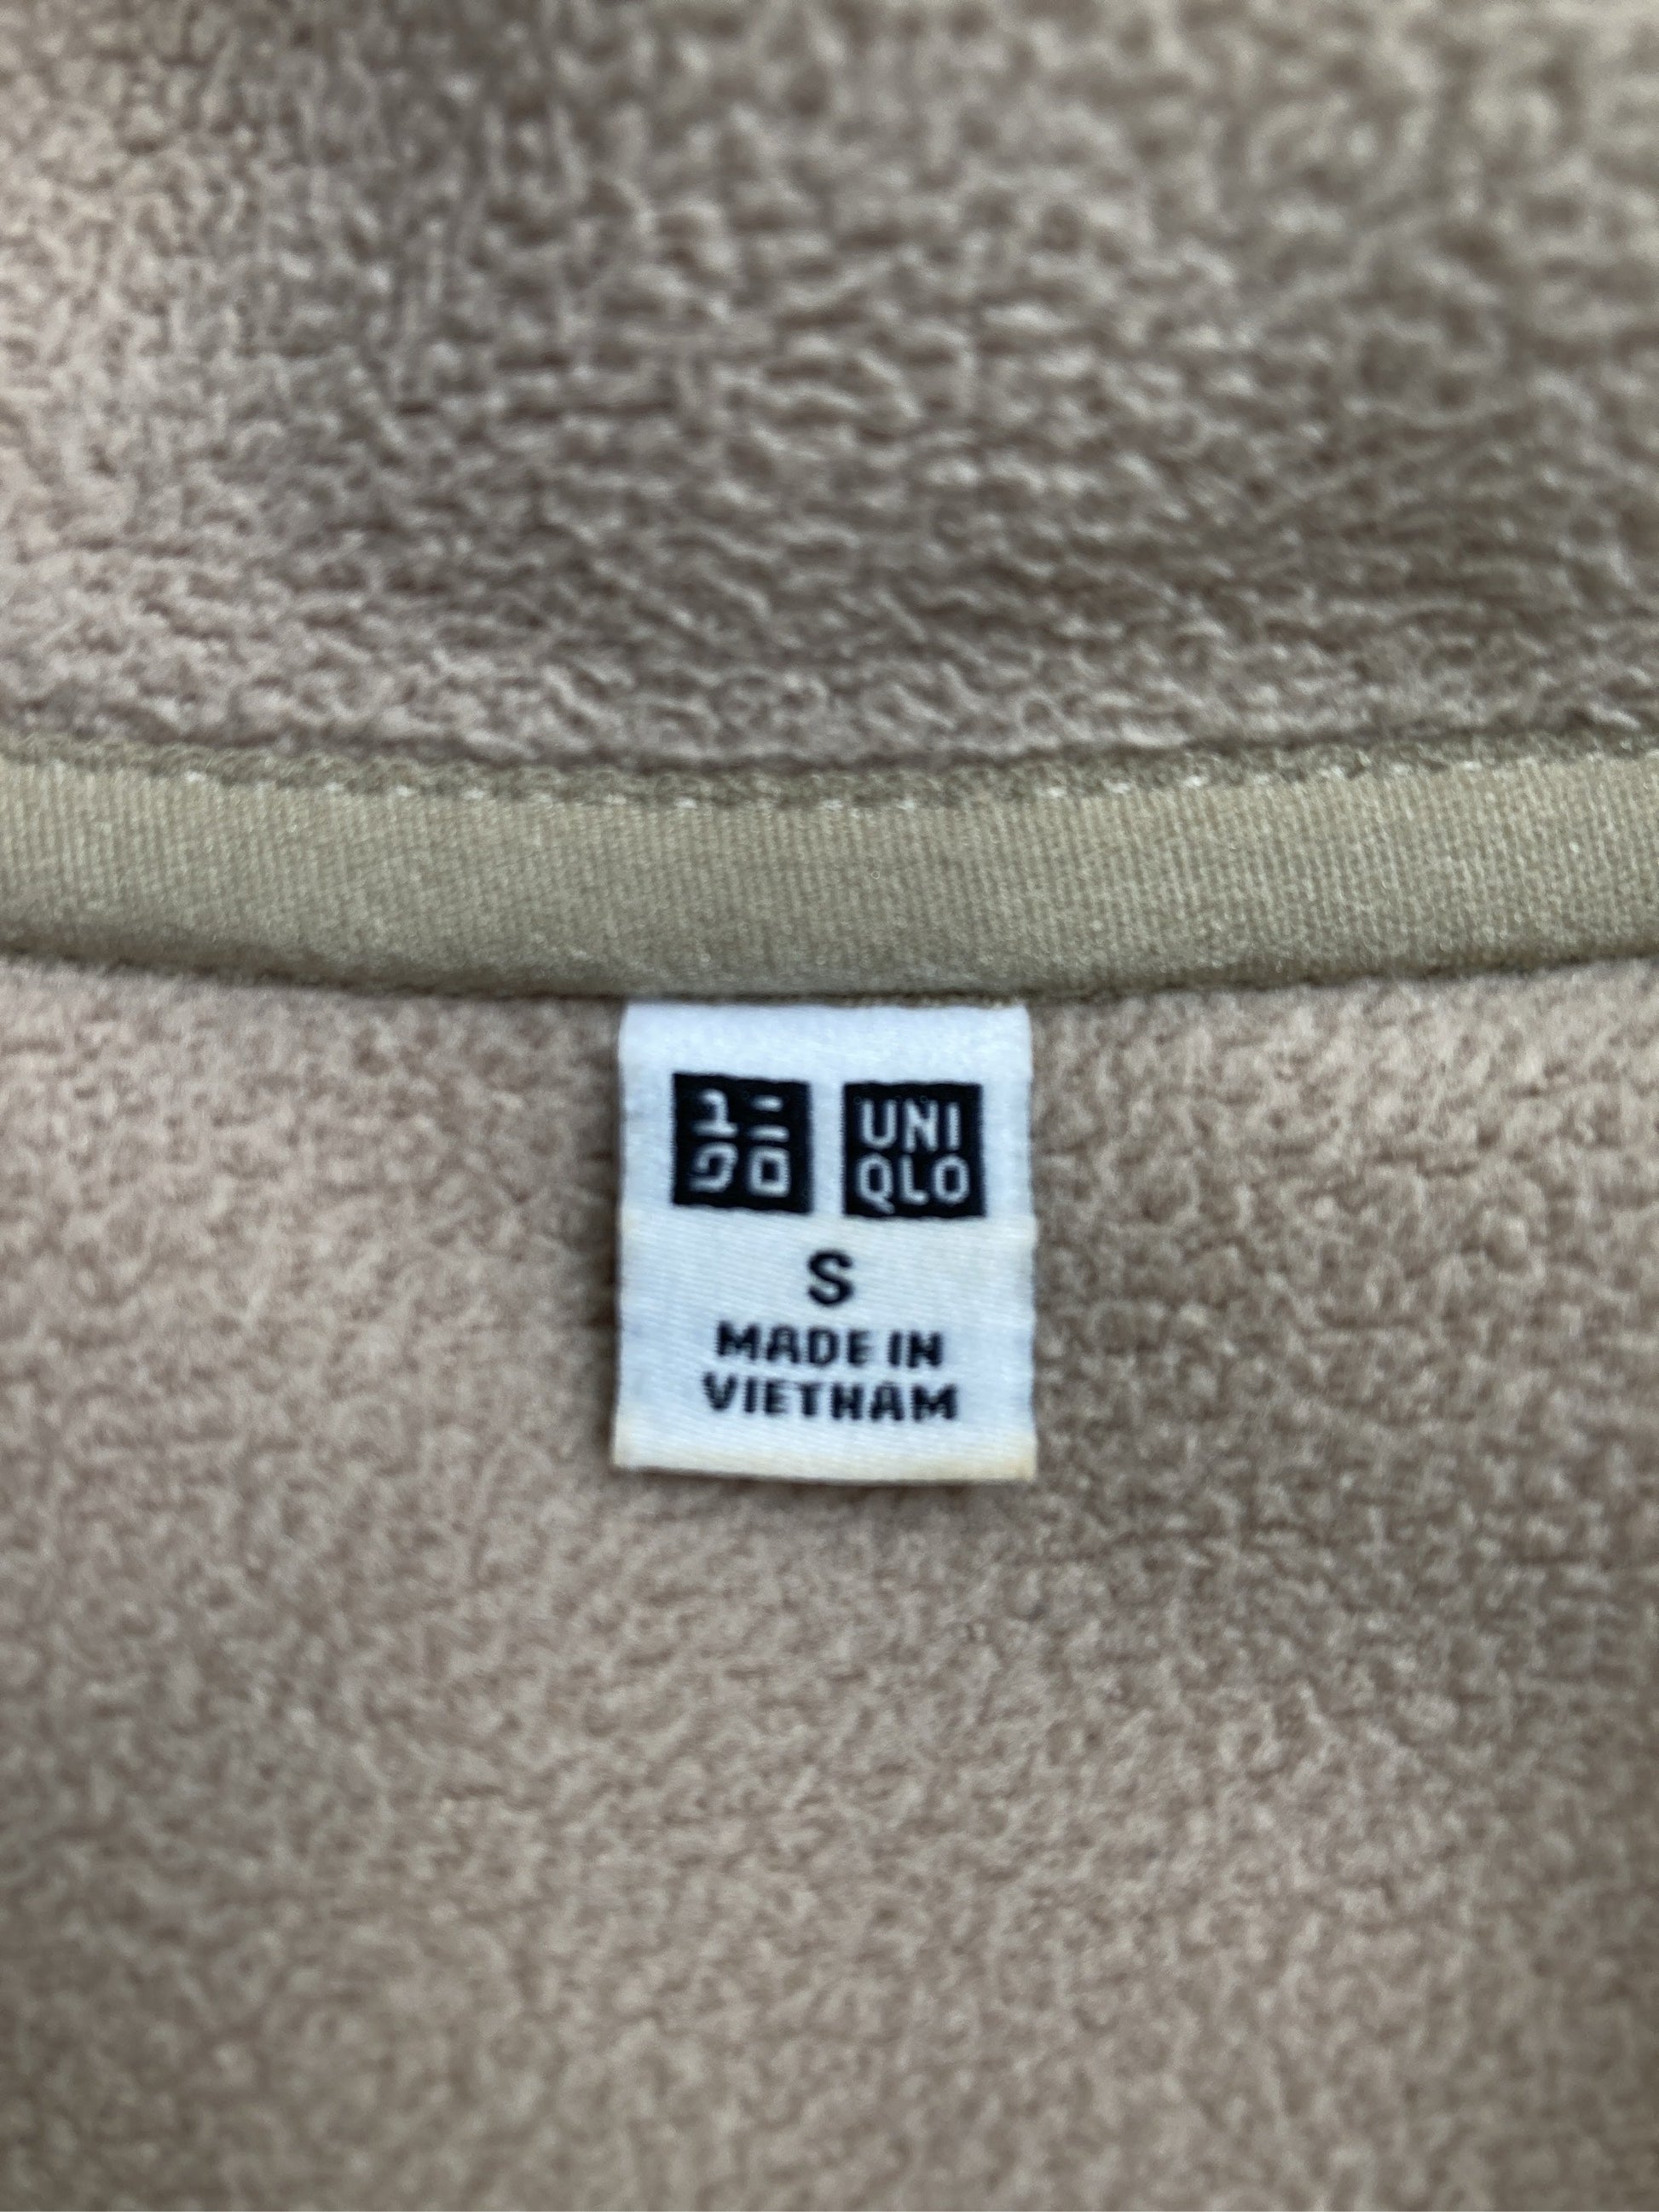 ユニ UNI
クロ QLO
S
MADE IN
VIETNAM